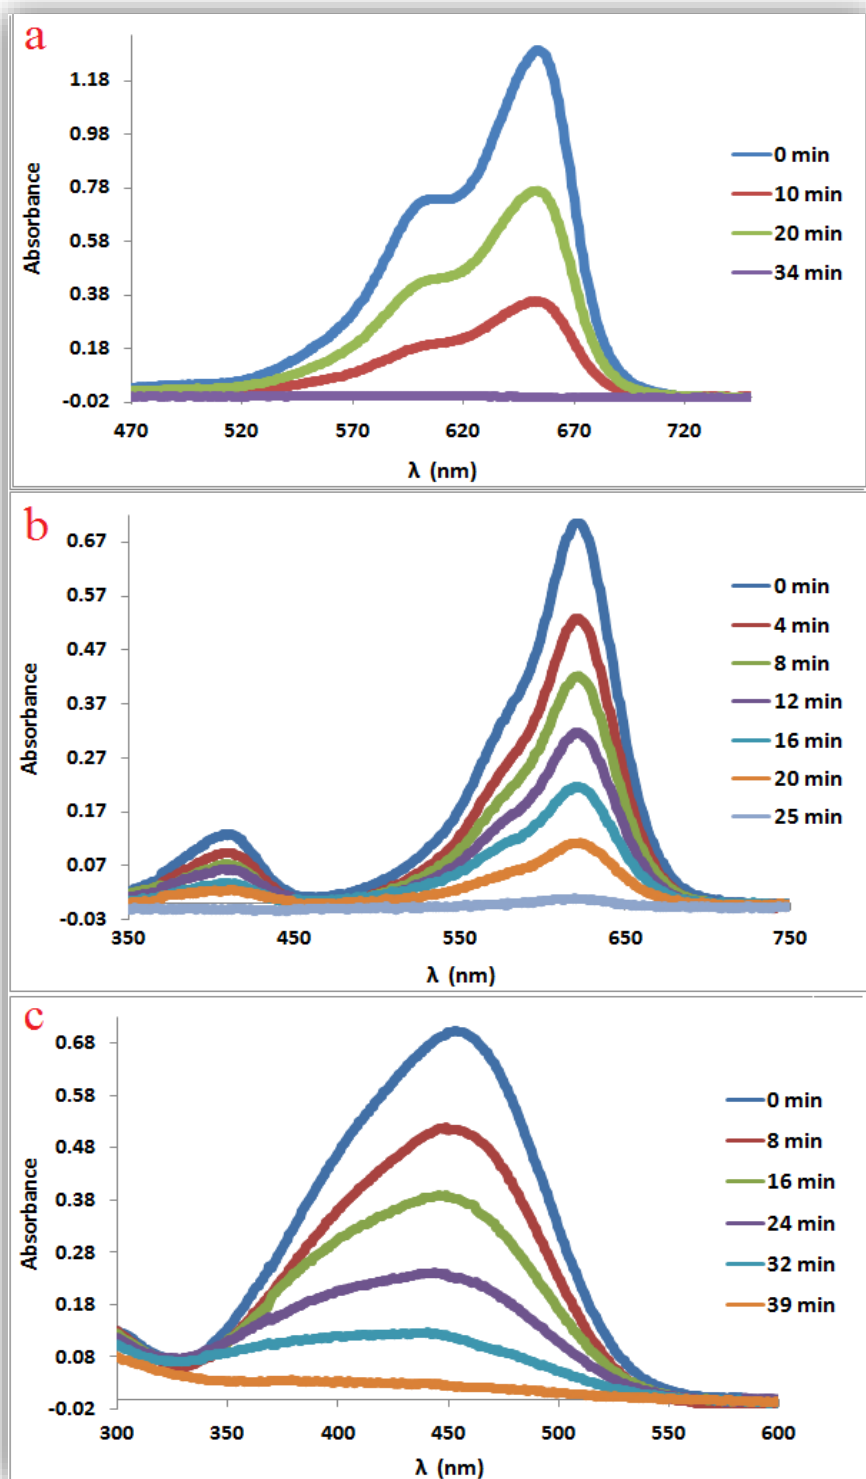 a
1.18
0.98
0.78
0.58
0.38
0.18
-0.02
Absorbance
470 520 570 620 670 720
λ (nm)
0 min
10 min
20 min
34 min
b
0.67
0.57
0.47
0.37
0.27
0.17
0.07
-0.03
Absorbance
350 450 550 650 750
λ (nm)
0 min
4 min
8 min
12 min
16 min
20 min
25 min
c
0.68
0.58
0.48
0.38
0.28
0.18
0.08
-0.02
Absorbance
300 350 400 450 500 550 600
λ (nm)
0 min
8 min
16 min
24 min
32 min
39 min